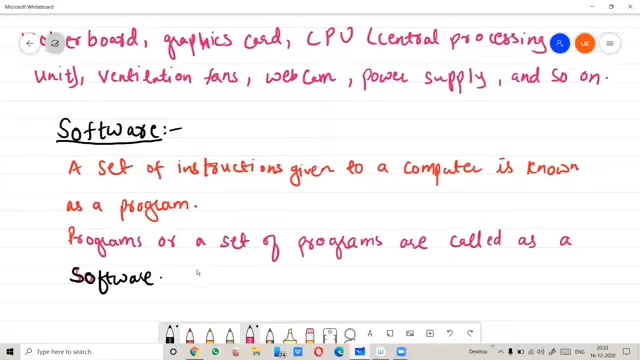 Microsoft Whiteboard
motherboard, graphics card, CPU (Central processing
unit), ventilation fans, webcam, power supply, and so on.
Software:-
A set of instructions given to a computer is known
as a program.
Programs or a set of programs are called as a
Software.
UK
Type here to search
Desktop
ENG
20:33
16-12-2020